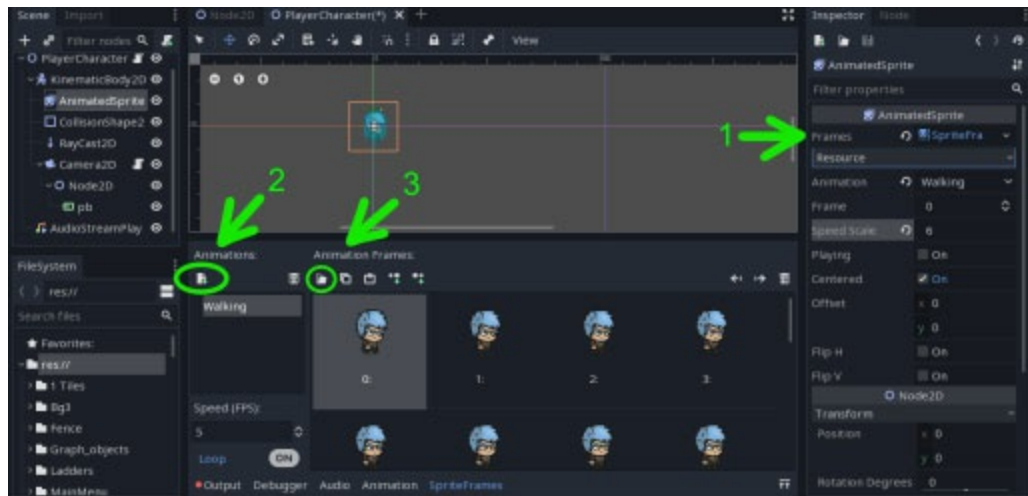 Scene Import
Node2D PlayerCharacter(*)
Inspector Node
Filter nodes
View
PlayerCharacter
KinematicBody2D
AnimatedSprite
CollisionShape2
RayCast2D
Camera2D
Node2D
pb
AudioStreamPlay
1
2
3
AnimatedSprite
Filter properties
AnimatedSprite
Frames SpriteFra
Resource
Animation Walking
Frame 0
Speed Scale 6
Playing On
Centered On
Offset x 0
y 0
Flip H On
Flip V On
Node2D
Transform
Position x 0
y 0
Rotation Degrees 0
Animations:
Animation Frames:
Walking
0: 1: 2: 3:
Speed (FPS):
5
Loop ON
Output Debugger Audio Animation SpriteFrames
FileSystem
res://
Search files
Favorites:
res://
1 Tiles
Bg3
Fence
Graph_objects
Ladders
MainMenu